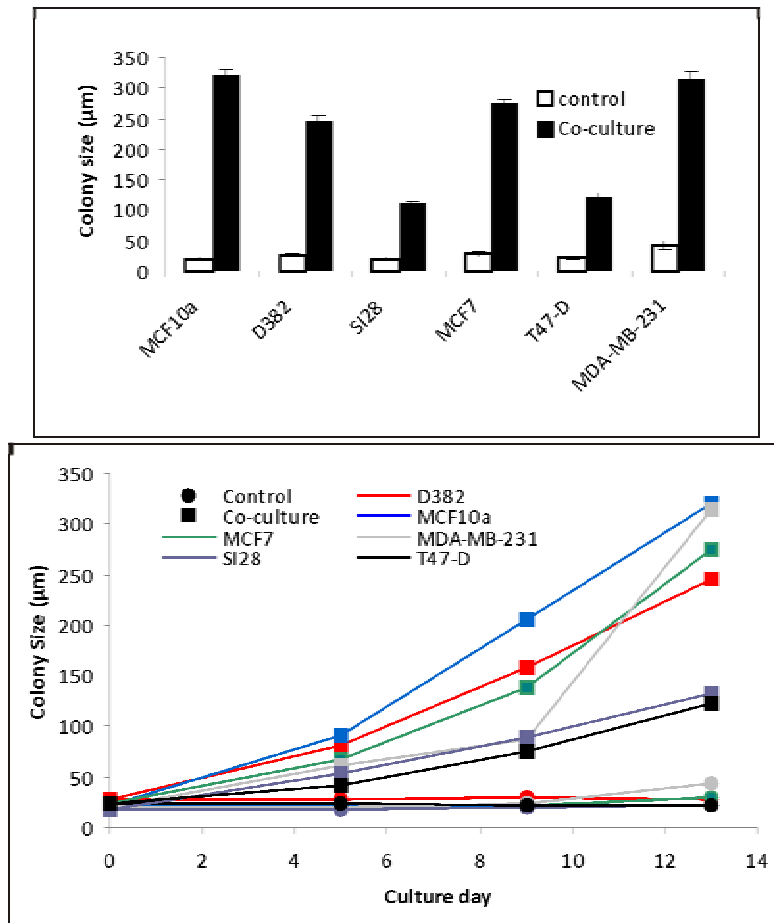 350
300
250
200
150
100
50
0
Colony size (µm)
control
Co-culture
MCF10a
D382
SI28
MCF7
T47-D
MDA-MB-231
350
300
250
200
150
100
50
0
Colony Size (µm)
Control
D382
Co-culture
MCF10a
MCF7
MDA-MB-231
SI28
T47-D
0 2 4 6 8 10 12 14
Culture day